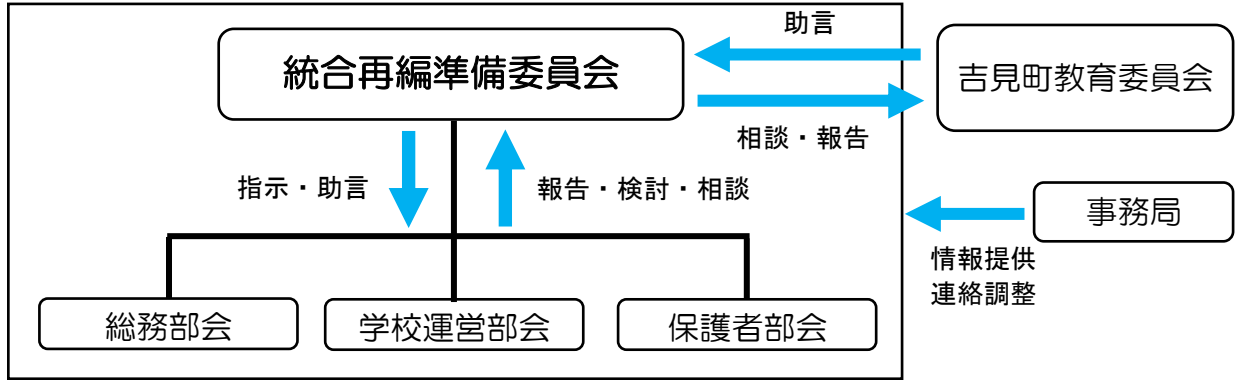 助言
統合再編準備委員会
吉見町教育委員会
相談・報告
指示・助言
報告・検討・相談
事務局
情報提供
連絡調整
総務部会
学校運営部会
保護者部会